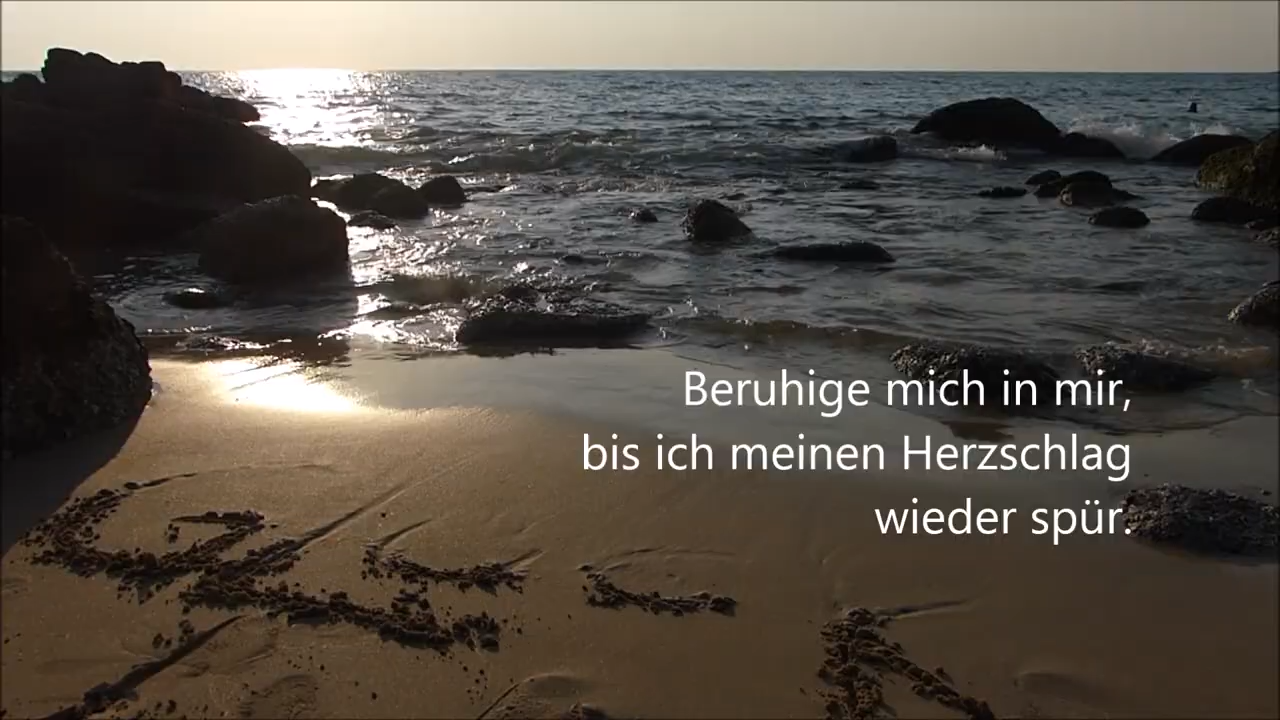 Beruhige mich in mir,
bis ich meinen Herzschlag
wieder spür.